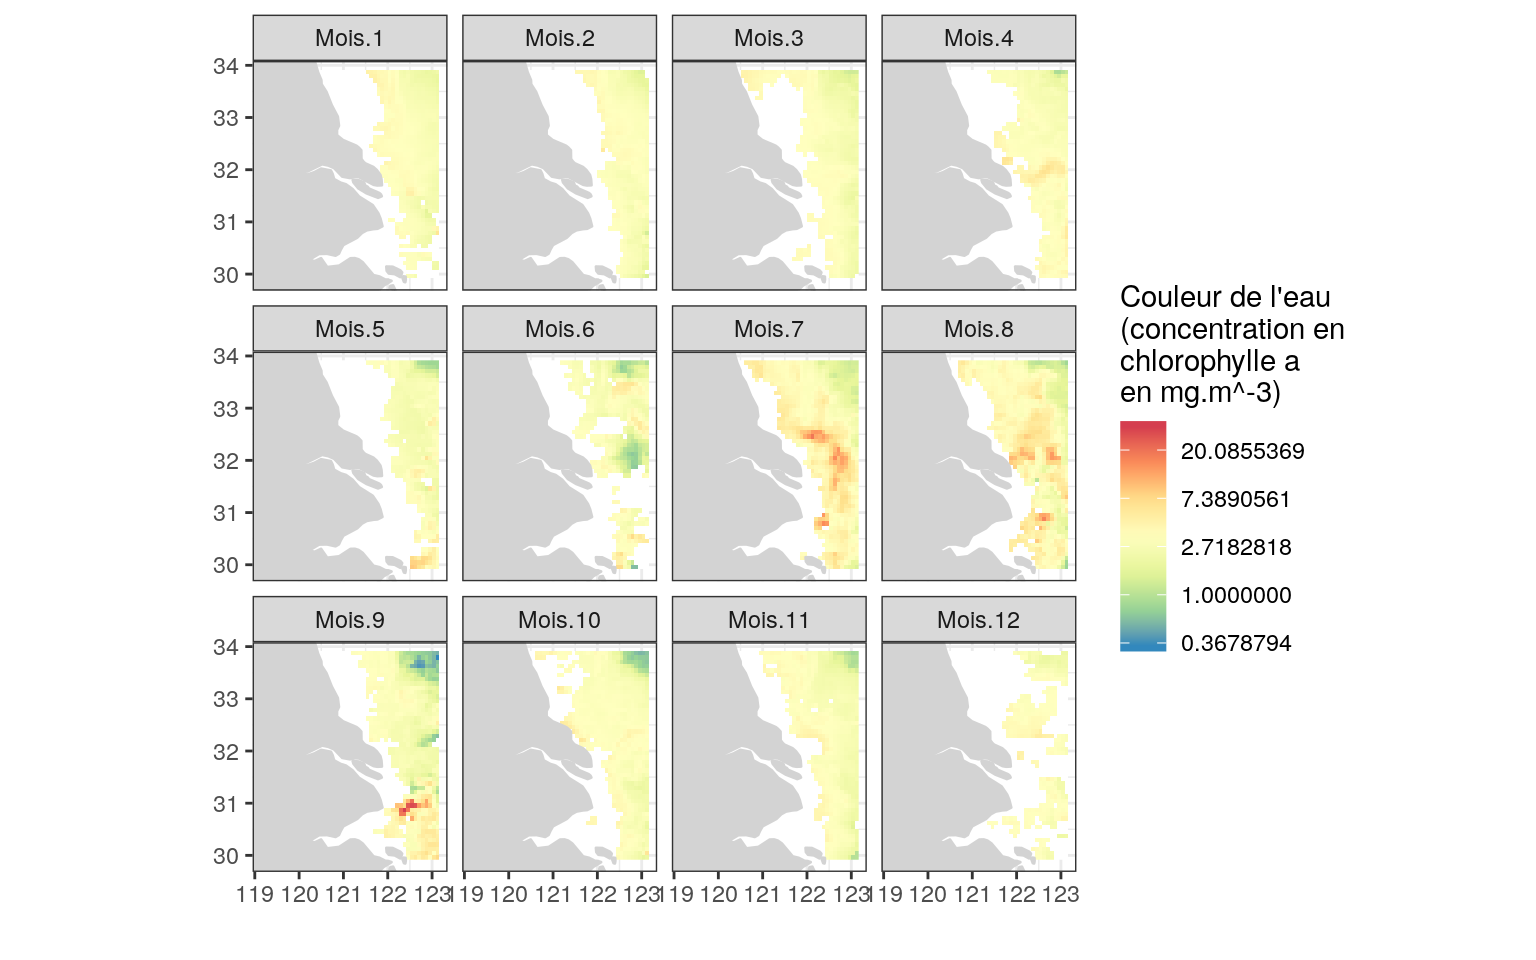 Mois.1 Mois.2 Mois.3 Mois.4
34
33
32
31
30
Mois.5 Mois.6 Mois.7 Mois.8
34
33
32
31
30
Mois.9 Mois.10 Mois.11 Mois.12
34
33
32
31
30
119 120 121 122 123 119 120 121 122 123 119 120 121 122 123 119 120 121 122 123
Couleur de l'eau
(concentration en
chlorophylle a
en mg.m^-3)
20.0855369
7.3890561
2.7182818
1.0000000
0.3678794